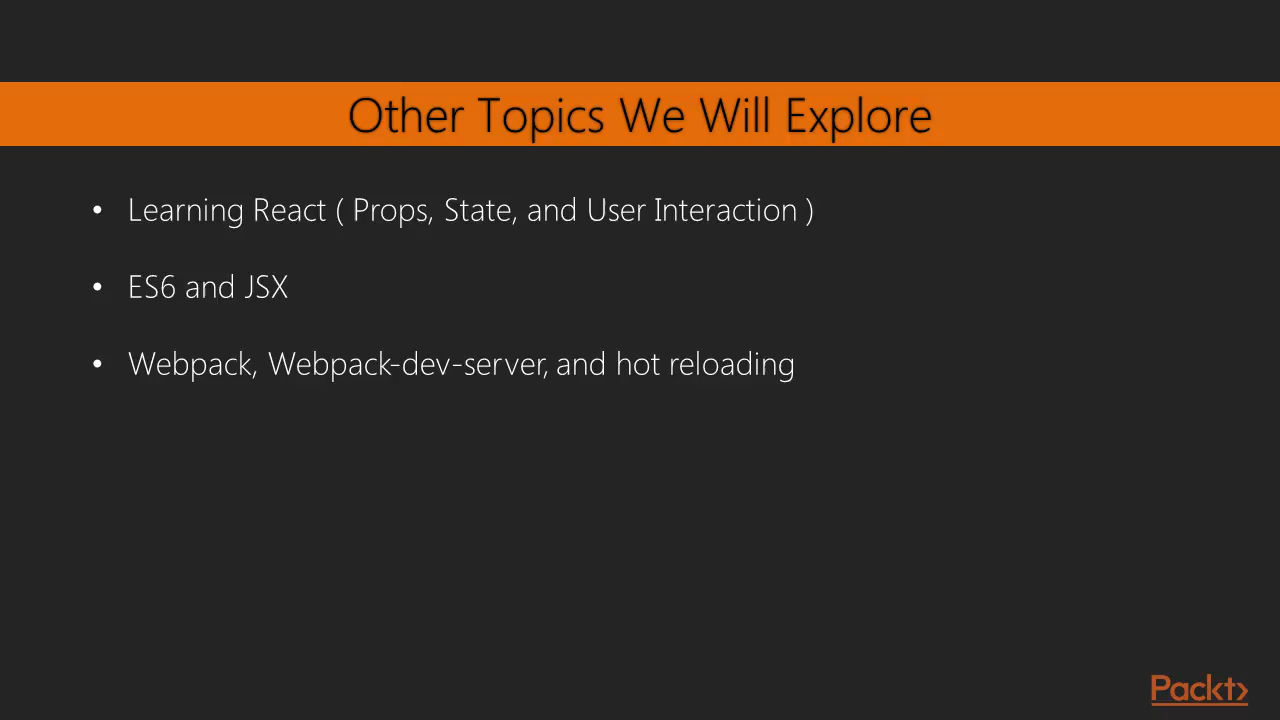 Other Topics We Will Explore
• Learning React ( Props, State, and User Interaction )
• ES6 and JSX
• Webpack, Webpack-dev-server, and hot reloading
Packt